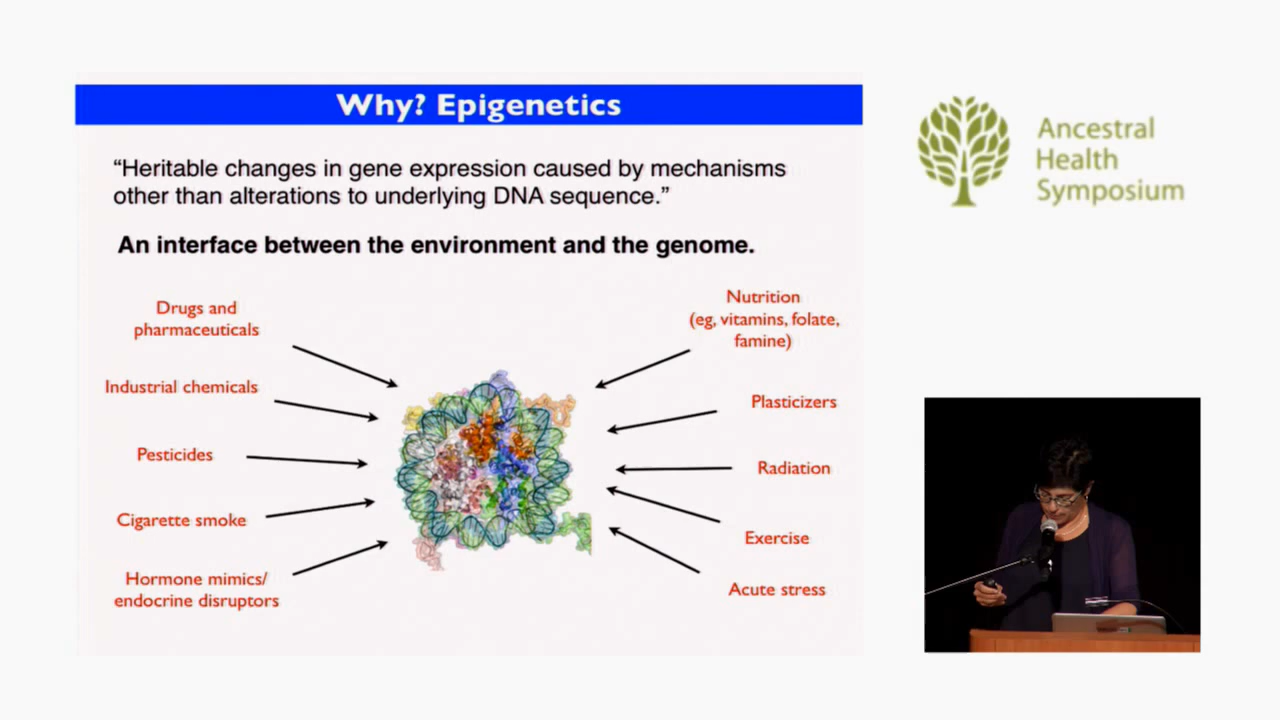 Why? Epigenetics
“Heritable changes in gene expression caused by mechanisms
other than alterations to underlying DNA sequence.”
An interface between the environment and the genome.
Drugs and
pharmaceuticals
Industrial chemicals
Pesticides
Cigarette smoke
Hormone mimics/
endocrine disruptors
Nutrition
(eg, vitamins, folate,
famine)
Plasticizers
Radiation
Exercise
Acute stress
Ancestral
Health
Symposium